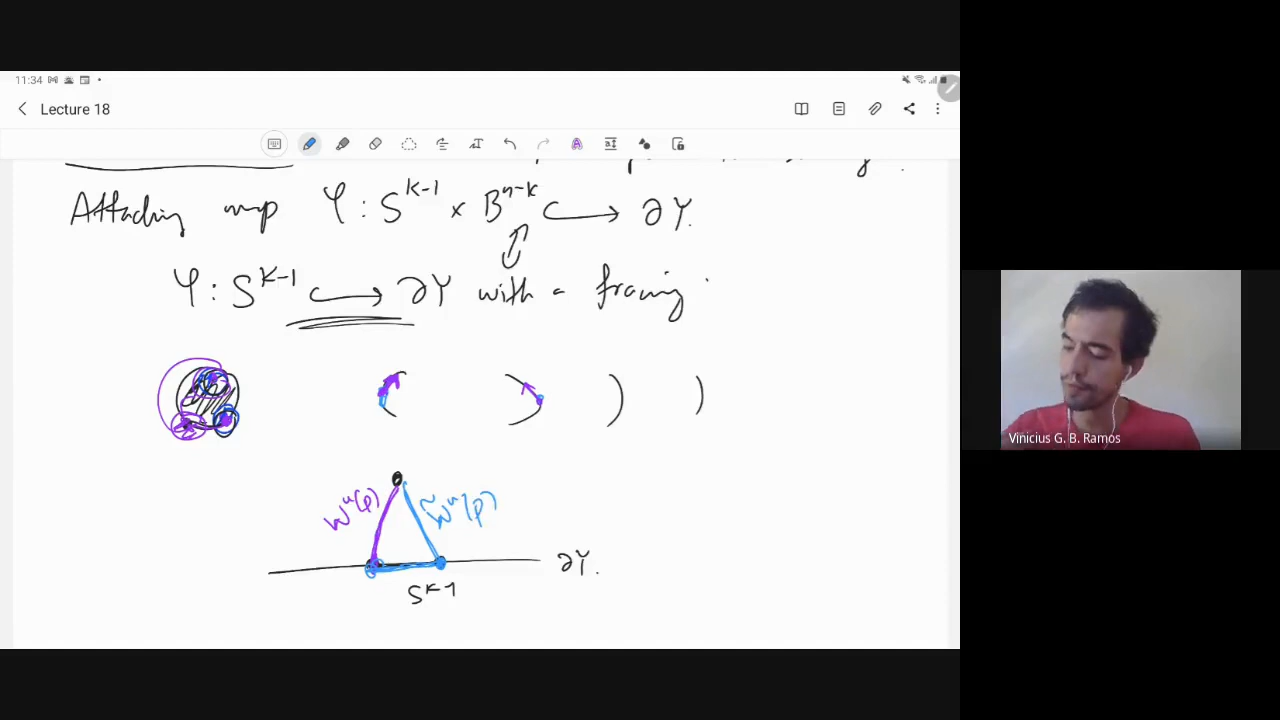 11:34
Lecture 18
Attaching map φ : S^{k-1} × B^{n-k} ↪ ∂Y.
φ : S^{k-1} ↪ ∂Y with a framing.
W^u(p) W̃^u(p)
∂Y.
S^{k-1}
Vinicius G. B. Ramos